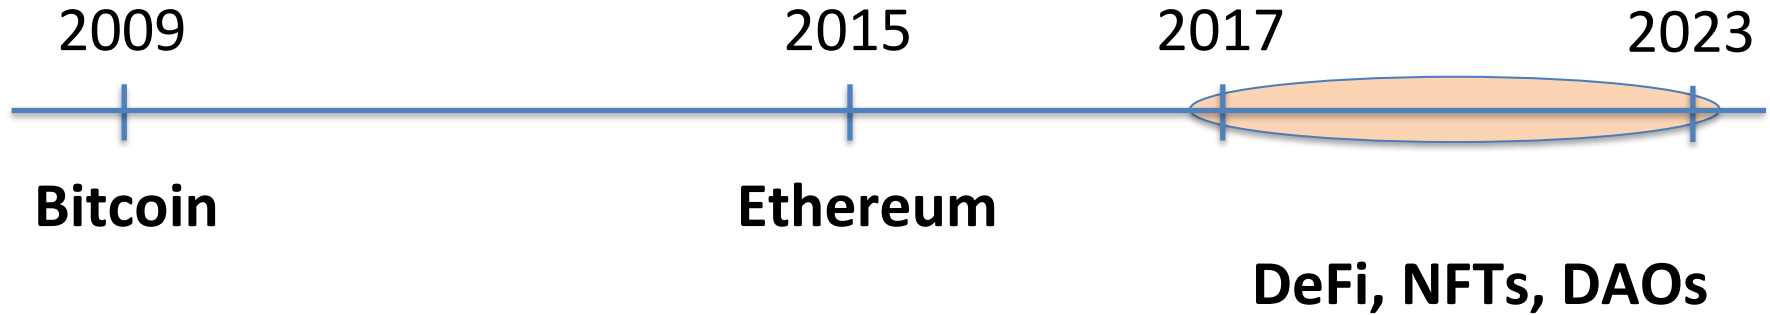 2009 2015 2017 2023
Bitcoin Ethereum
DeFi, NFTs, DAOs